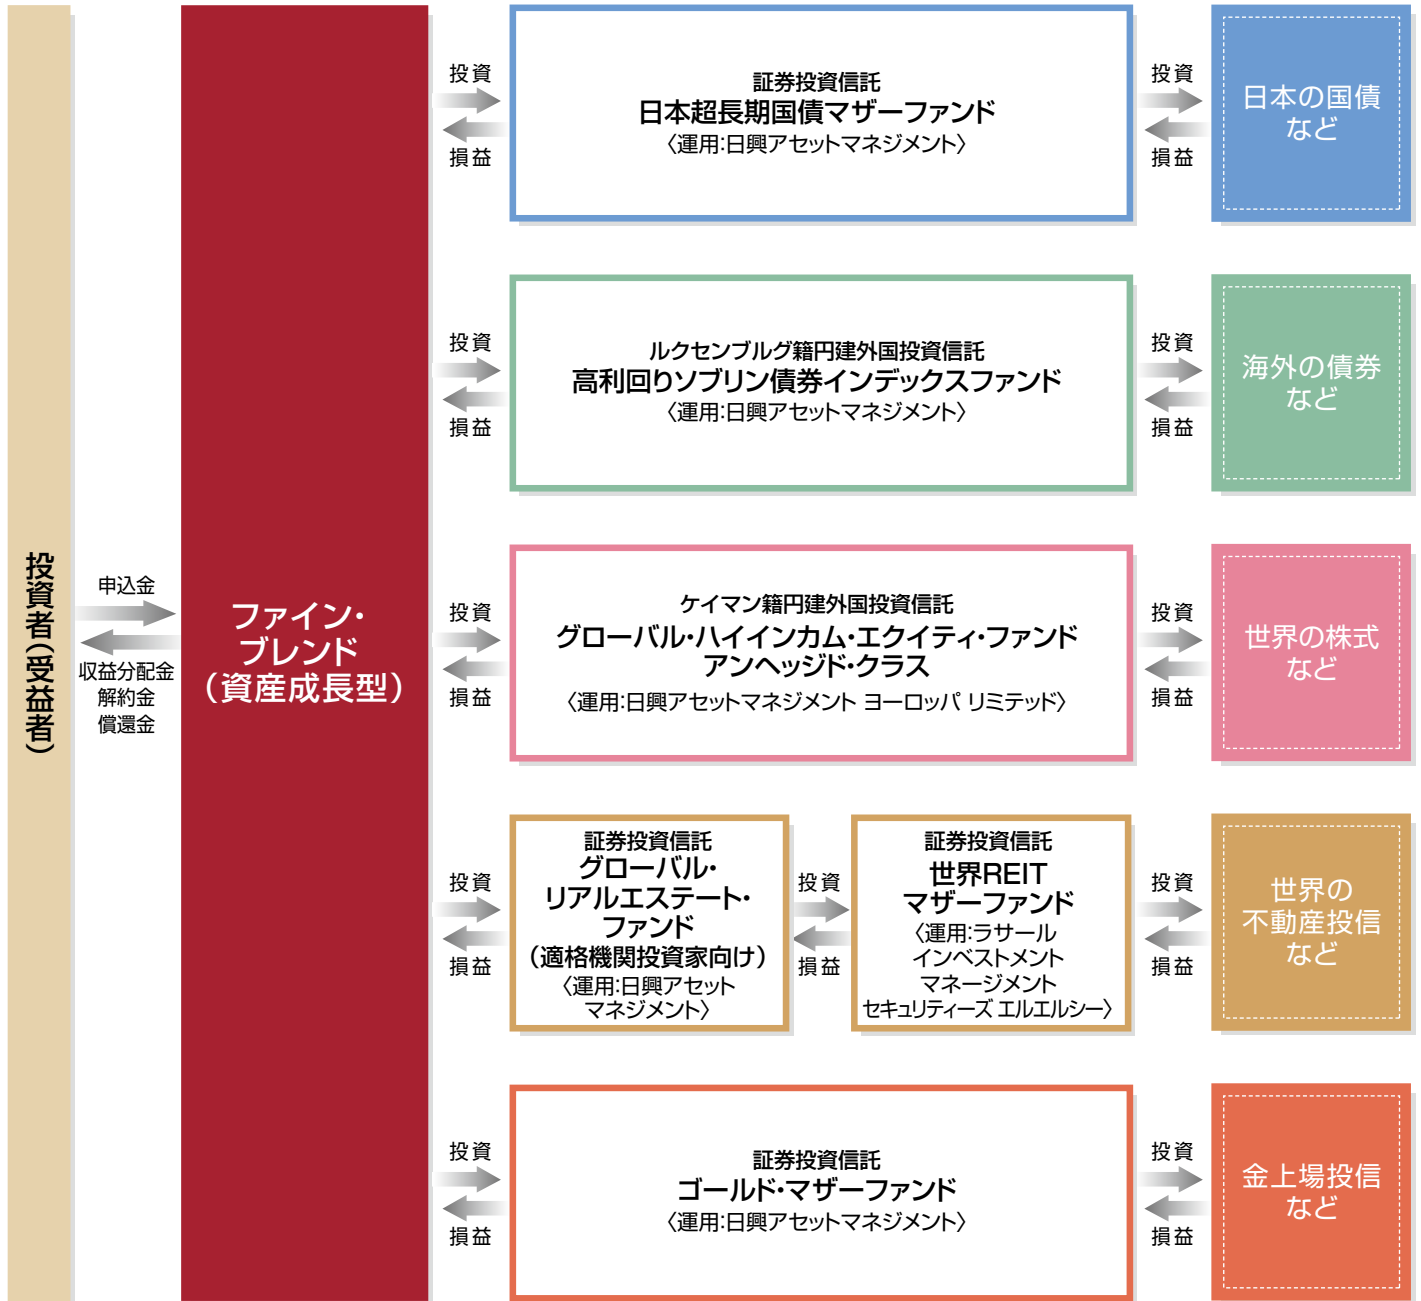 投資者（受益者）
申込金
収益分配金
解約金
償還金
ファイン・
ブレンド
（資産成長型）
投資
損益
証券投資信託
日本超長期国債マザーファンド
〈運用:日興アセットマネジメント〉
投資
損益
日本の国債
など
投資
損益
ルクセンブルグ籍円建外国投資信託
高利回りソブリン債券インデックスファンド
〈運用:日興アセットマネジメント〉
投資
損益
海外の債券
など
投資
損益
ケイマン籍円建外国投資信託
グローバル・ハイインカム・エクイティ・ファンド
アンヘッジド・クラス
〈運用:日興アセットマネジメント ヨーロッパ リミテッド〉
投資
損益
世界の株式
など
投資
損益
証券投資信託
グローバル・
リアルエステート・
ファンド
（適格機関投資家向け）
〈運用:日興アセット
マネジメント〉
投資
損益
証券投資信託
世界REIT
マザーファンド
〈運用:ラサール
インベストメント
マネージメント
セキュリティーズ エルエルシー〉
投資
損益
世界の
不動産投信
など
投資
損益
証券投資信託
ゴールド・マザーファンド
〈運用:日興アセットマネジメント〉
投資
損益
金上場投信
など